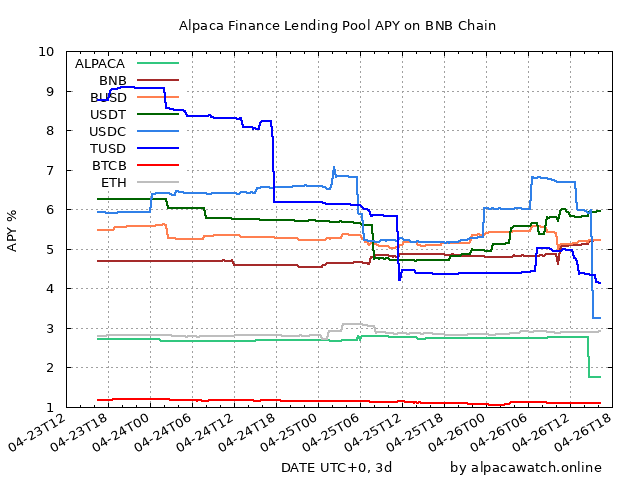 Alpaca Finance Lending Pool APY on BNB Chain
10
9
8
7
6
5
4
3
2
1
APY %
ALPACA
BNB
BUSD
USDT
USDC
TUSD
BTCB
ETH
04-23T12
04-23T18
04-24T00
04-24T06
04-24T12
04-24T18
04-25T00
04-25T06
04-25T12
04-25T18
04-26T00
04-26T06
04-26T12
04-26T18
DATE UTC+0, 3d
by alpacawatch.online